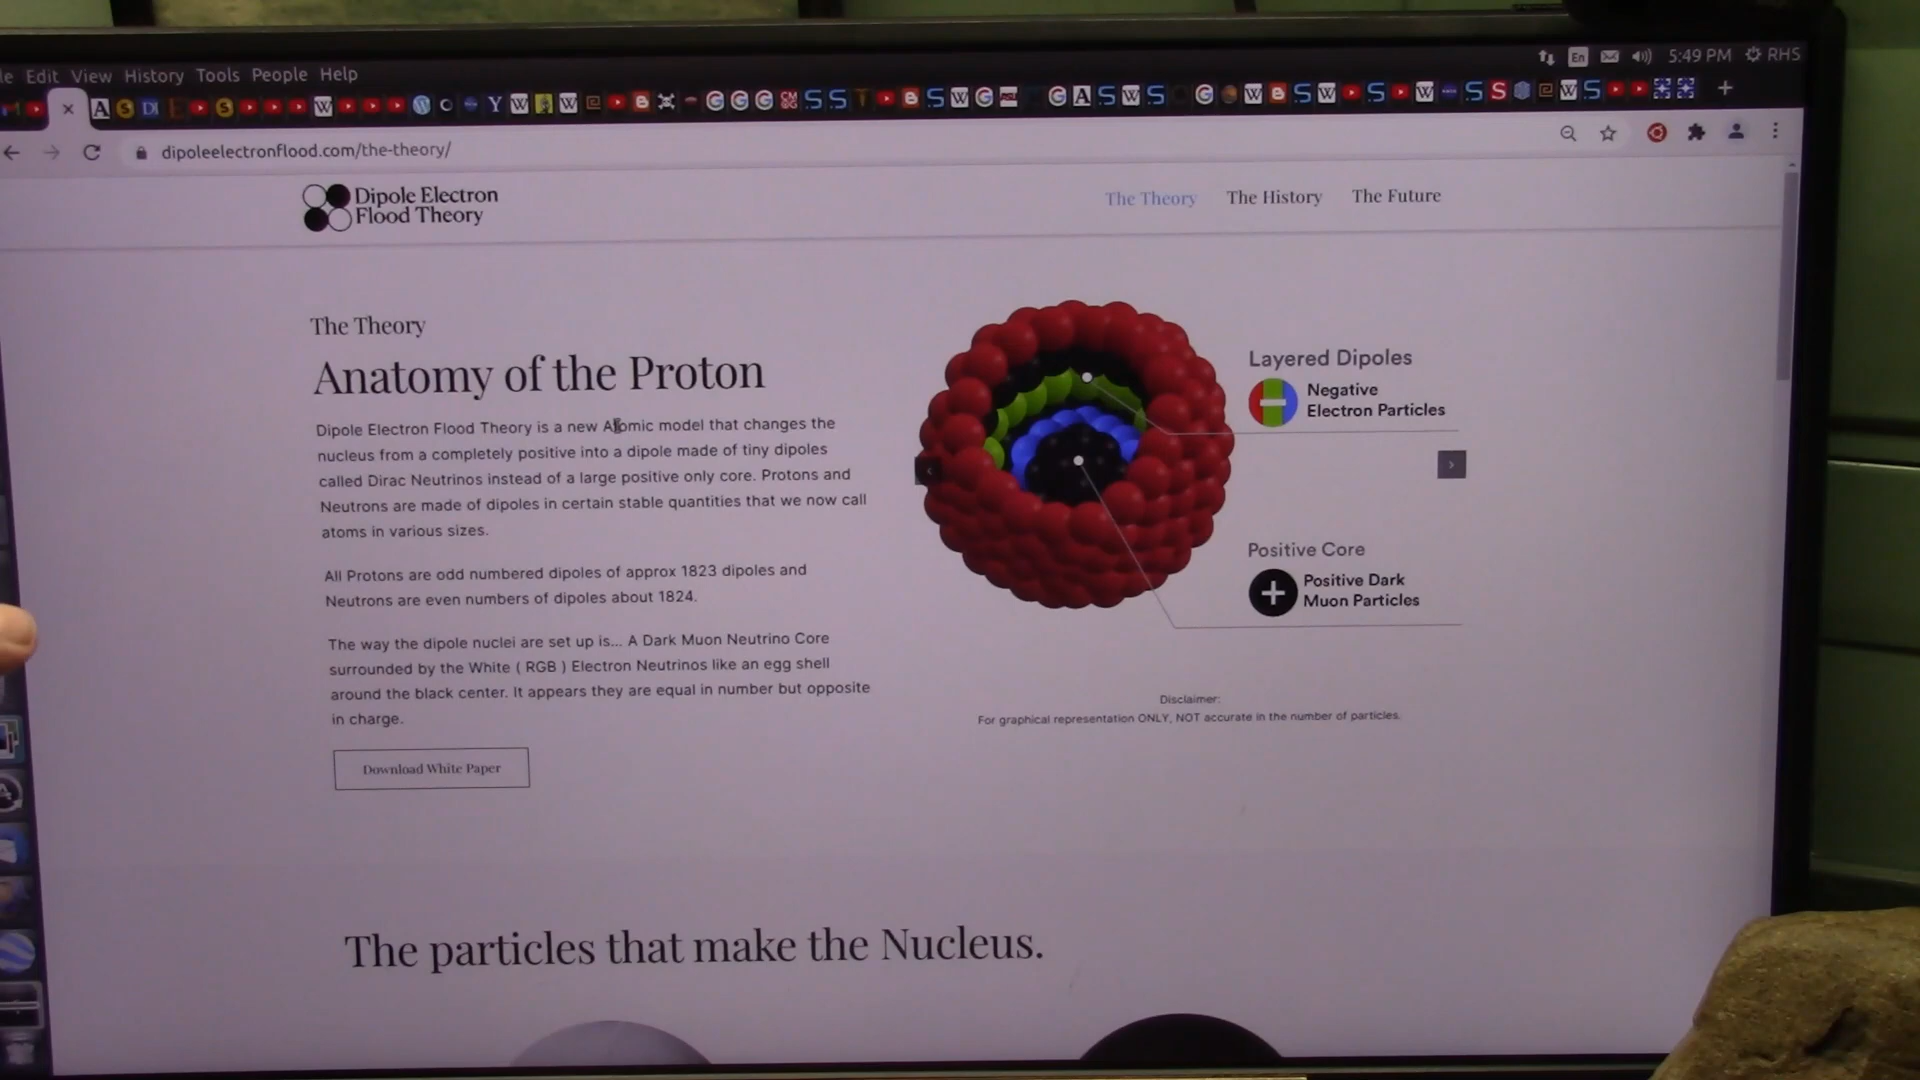 Edit View History Tools People Help
En 5:49 PM RHS
dipoleelectronflood.com/the-theory/
Dipole Electron
Flood Theory
The Theory The History The Future
The Theory
Anatomy of the Proton
Dipole Electron Flood Theory is a new Atomic model that changes the
nucleus from a completely positive into a dipole made of tiny dipoles
called Dirac Neutrinos instead of a large positive only core. Protons and
Neutrons are made of dipoles in certain stable quantities that we now call
atoms in various sizes.
All Protons are odd numbered dipoles of approx 1823 dipoles and
Neutrons are even numbers of dipoles about 1824.
The way the dipole nuclei are set up is... A Dark Muon Neutrino Core
surrounded by the White ( RGB ) Electron Neutrinos like an egg shell
around the black center. It appears they are equal in number but opposite
in charge.
Download White Paper
Layered Dipoles
Negative
Electron Particles
Positive Core
Positive Dark
Muon Particles
Disclaimer:
For graphical representation ONLY, NOT accurate in the number of particles.
The particles that make the Nucleus.